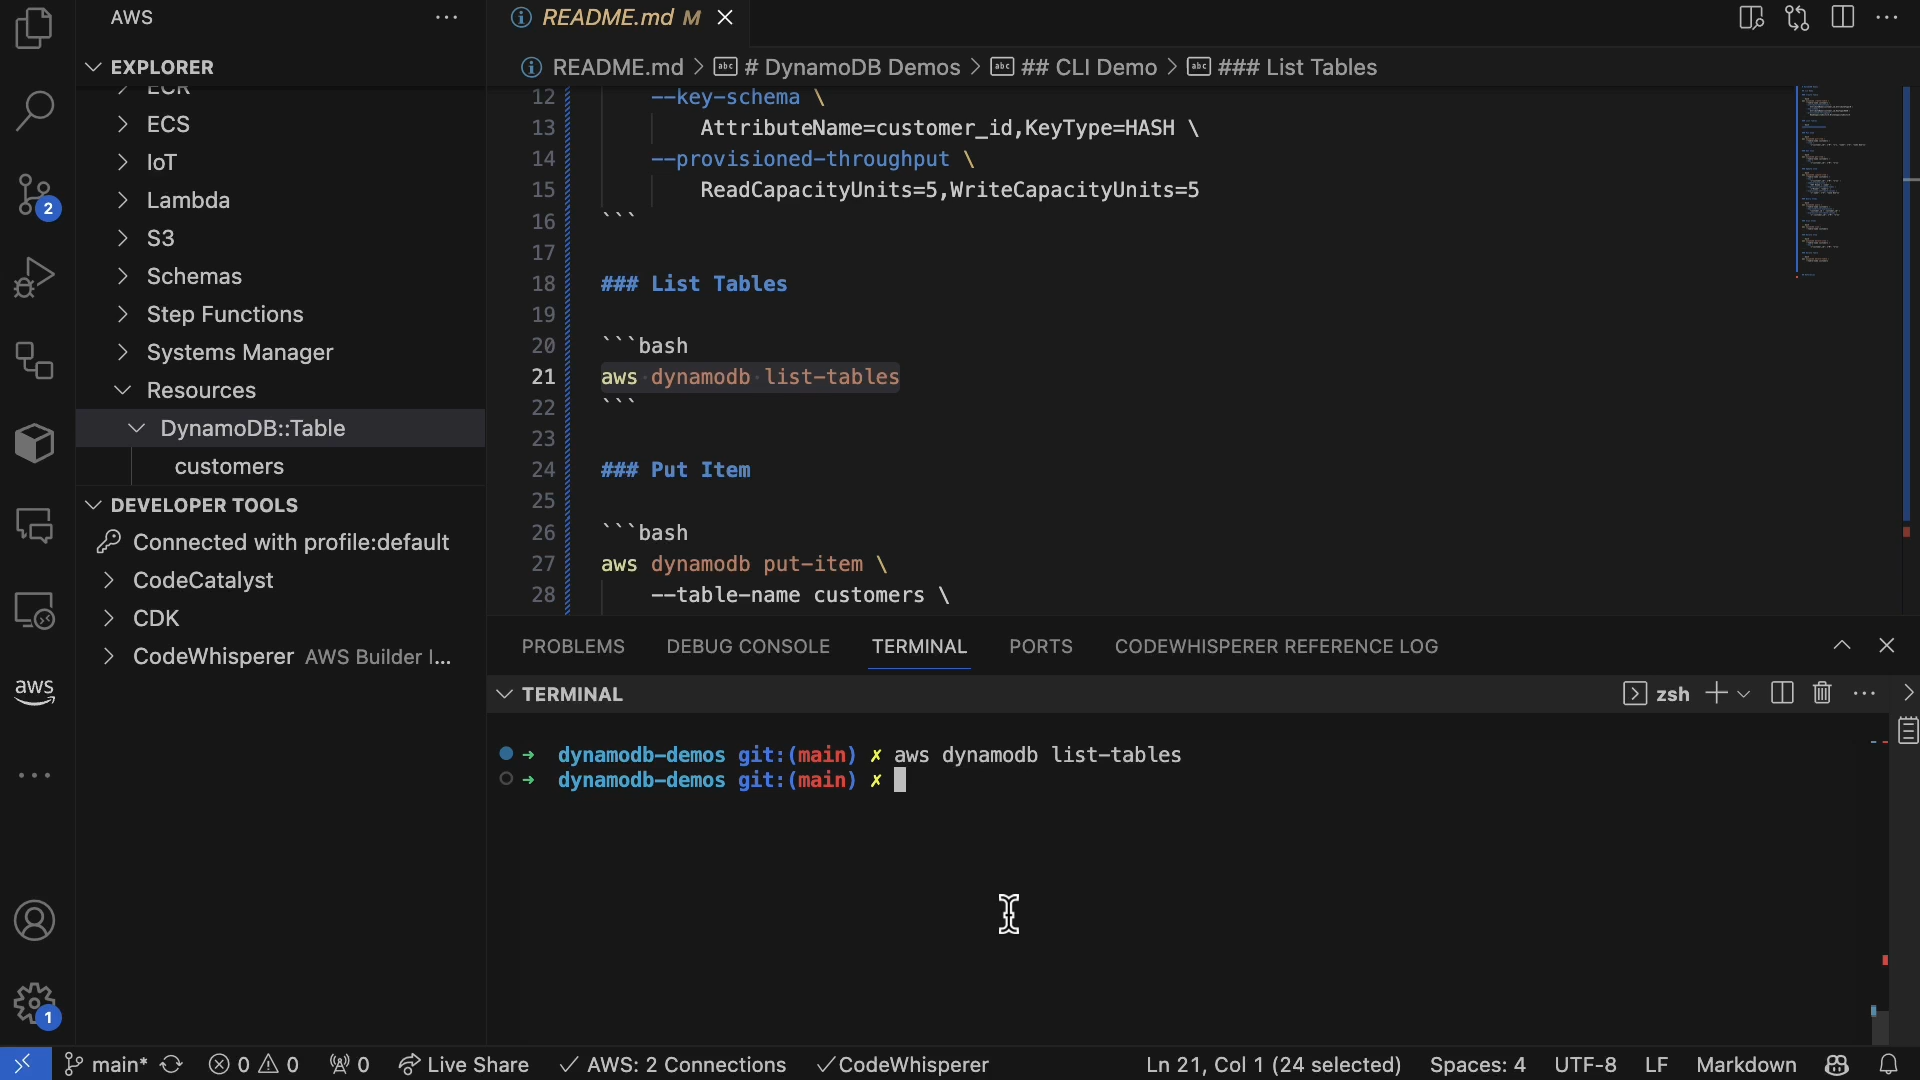 AWS
EXPLORER
ECR
ECS
IoT
Lambda
S3
Schemas
Step Functions
Systems Manager
Resources
DynamoDB::Table
customers
DEVELOPER TOOLS
Connected with profile:default
CodeCatalyst
CDK
CodeWhisperer AWS Builder I...
2
aws
1
README.md M
README.md > # DynamoDB Demos > ## CLI Demo > ### List Tables
12 --key-schema \
13 AttributeName=customer_id,KeyType=HASH \
14 --provisioned-throughput \
15 ReadCapacityUnits=5,WriteCapacityUnits=5
16 ```
17
18 ### List Tables
19
20 ```bash
21 aws dynamodb list-tables
22 ```
23
24 ### Put Item
25
26 ```bash
27 aws dynamodb put-item \
28 --table-name customers \
PROBLEMS DEBUG CONSOLE TERMINAL PORTS CODEWHISPERER REFERENCE LOG
TERMINAL zsh
→ dynamodb-demos git:(main) ✗ aws dynamodb list-tables
→ dynamodb-demos git:(main) ✗
main* 0 0 0 Live Share AWS: 2 Connections CodeWhisperer Ln 21, Col 1 (24 selected) Spaces: 4 UTF-8 LF Markdown